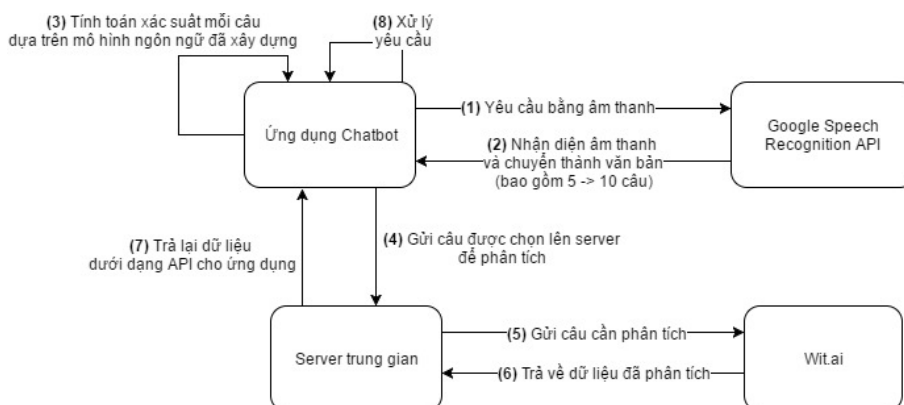 (3) Tính toán xác suất mỗi câu
dựa trên mô hình ngôn ngữ đã xây dựng
(8) Xử lý
yêu cầu
Ứng dụng Chatbot
(1) Yêu cầu bằng âm thanh
(2) Nhận diện âm thanh
và chuyển thành văn bản
(bao gồm 5 -> 10 câu)
Google Speech
Recognition API
(7) Trả lại dữ liệu
dưới dạng API cho ứng dụng
(4) Gửi câu được chọn lên server
để phân tích
Server trung gian
(5) Gửi câu cần phân tích
(6) Trả về dữ liệu đã phân tích
Wit.ai